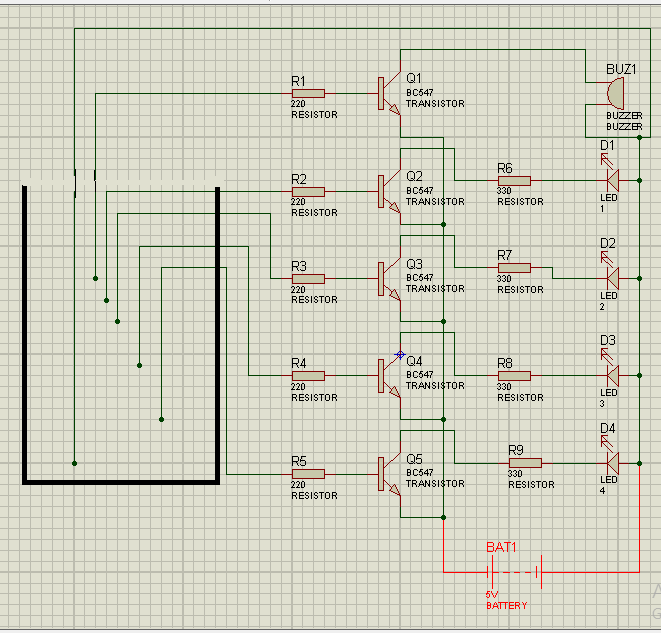 BUZ1
BUZZER
BUZZER
R1
220
RESISTOR
Q1
BC547
TRANSISTOR
D1
LED
1
R2
220
RESISTOR
Q2
BC547
TRANSISTOR
R6
330
RESISTOR
D2
LED
2
R3
220
RESISTOR
Q3
BC547
TRANSISTOR
R7
330
RESISTOR
D3
LED
3
R4
220
RESISTOR
Q4
BC547
TRANSISTOR
R8
330
RESISTOR
D4
LED
4
R5
220
RESISTOR
Q5
BC547
TRANSISTOR
R9
330
RESISTOR
BAT1
5V
BATTERY